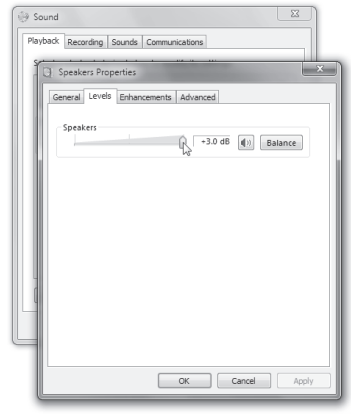 Sound
Playback Recording Sounds Communications
Speakers Properties
General Levels Enhancements Advanced
Speakers
+3.0 dB
Balance
OK Cancel Apply